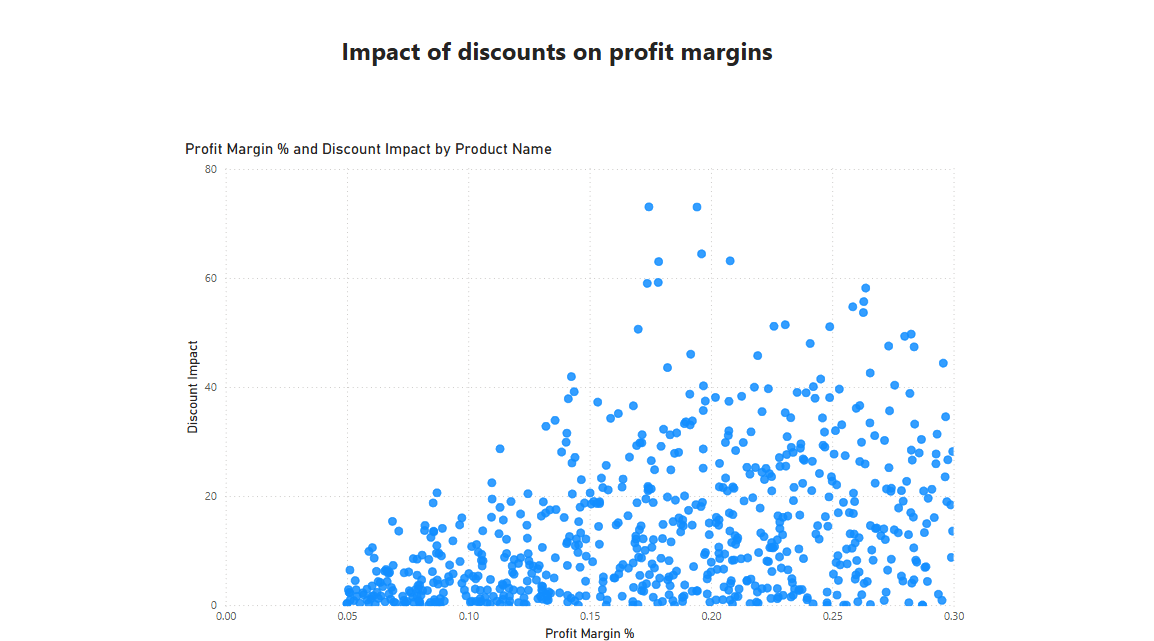 Impact of discounts on profit margins
Profit Margin % and Discount Impact by Product Name
80
60
40
20
0
Discount Impact
0.00 0.05 0.10 0.15 0.20 0.25 0.30
Profit Margin %